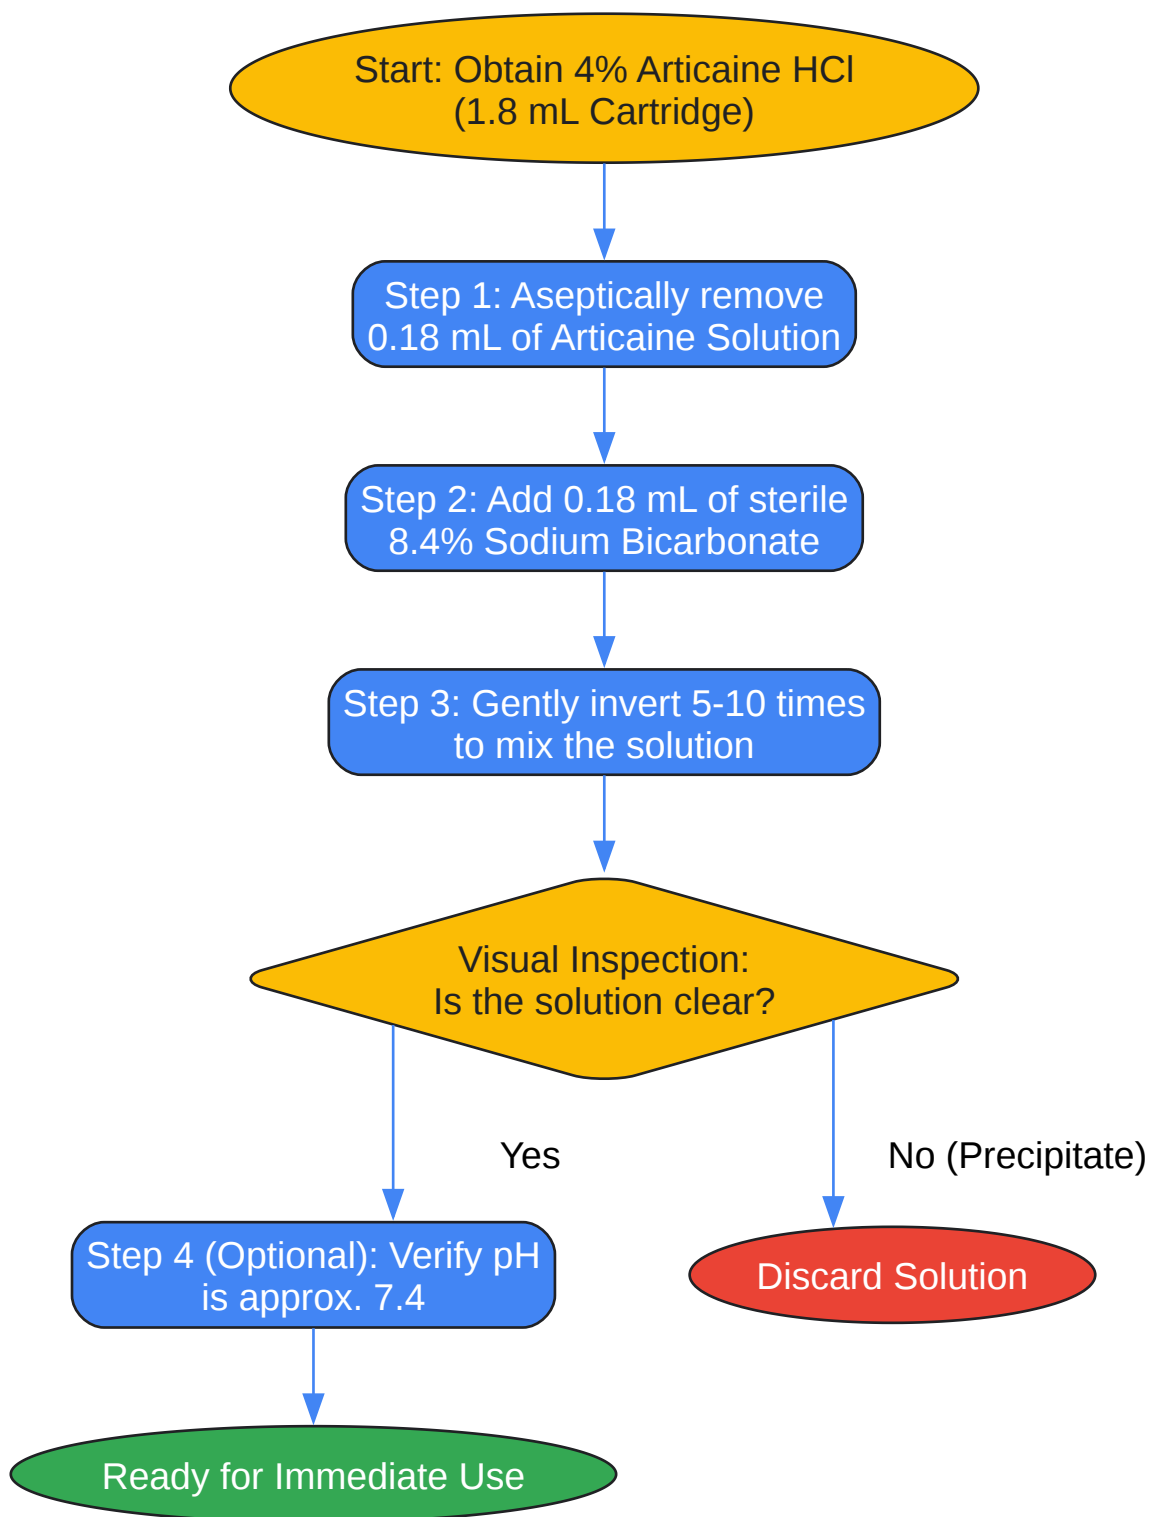 Start: Obtain 4% Articaine HCl
(1.8 mL Cartridge)
Step 1: Aseptically remove
0.18 mL of Articaine Solution
Step 2: Add 0.18 mL of sterile
8.4% Sodium Bicarbonate
Step 3: Gently invert 5-10 times
to mix the solution
Visual Inspection:
Is the solution clear?
Yes
No (Precipitate)
Step 4 (Optional): Verify pH
is approx. 7.4
Discard Solution
Ready for Immediate Use